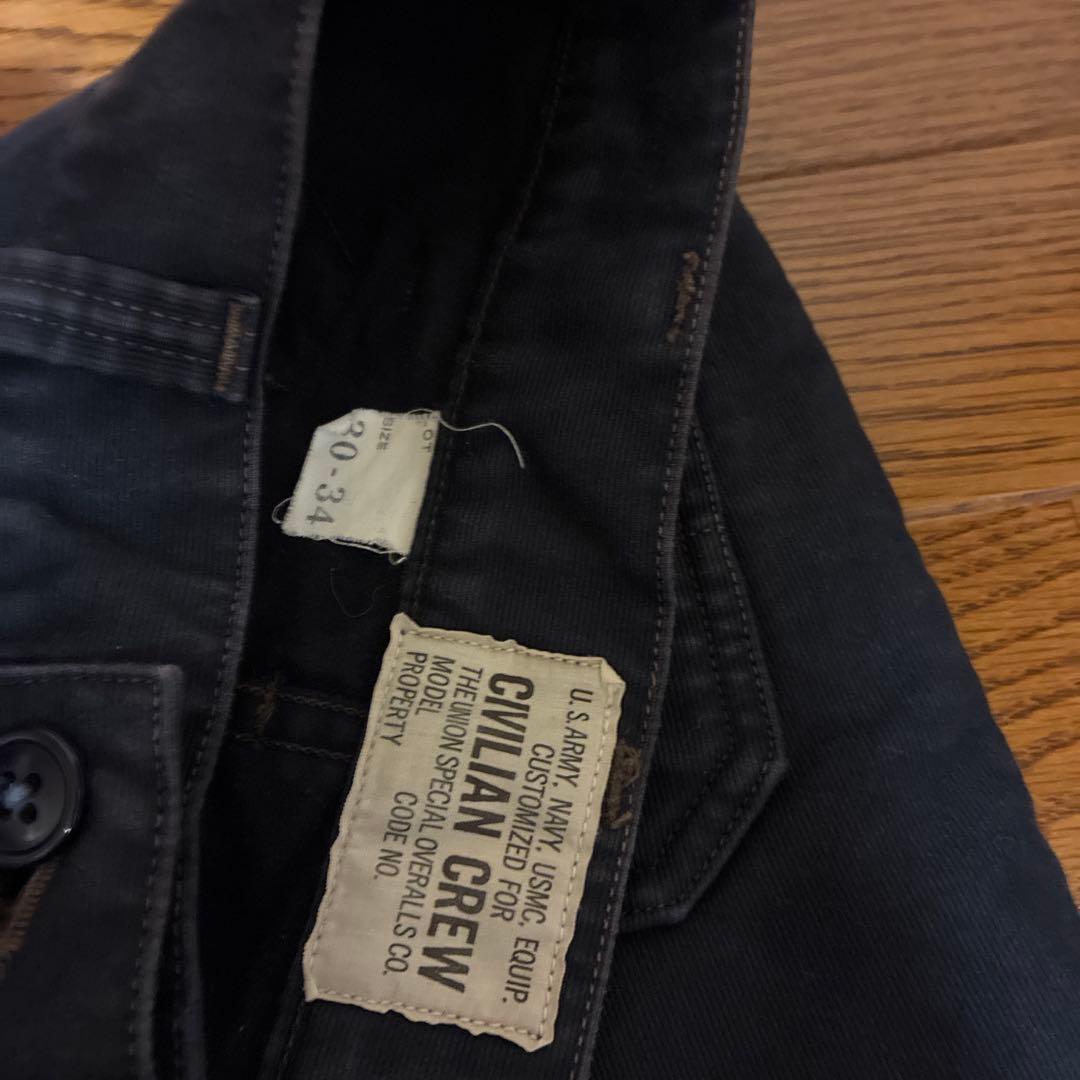 OT
SIZE
30-34
U.S.ARMY, NAVY, USMC, EQUIP.
CUSTOMIZED FOR
CIVILIAN CREW
THE UNION SPECIAL OVERALLS CO.
MODEL CODE NO.
PROPERTY